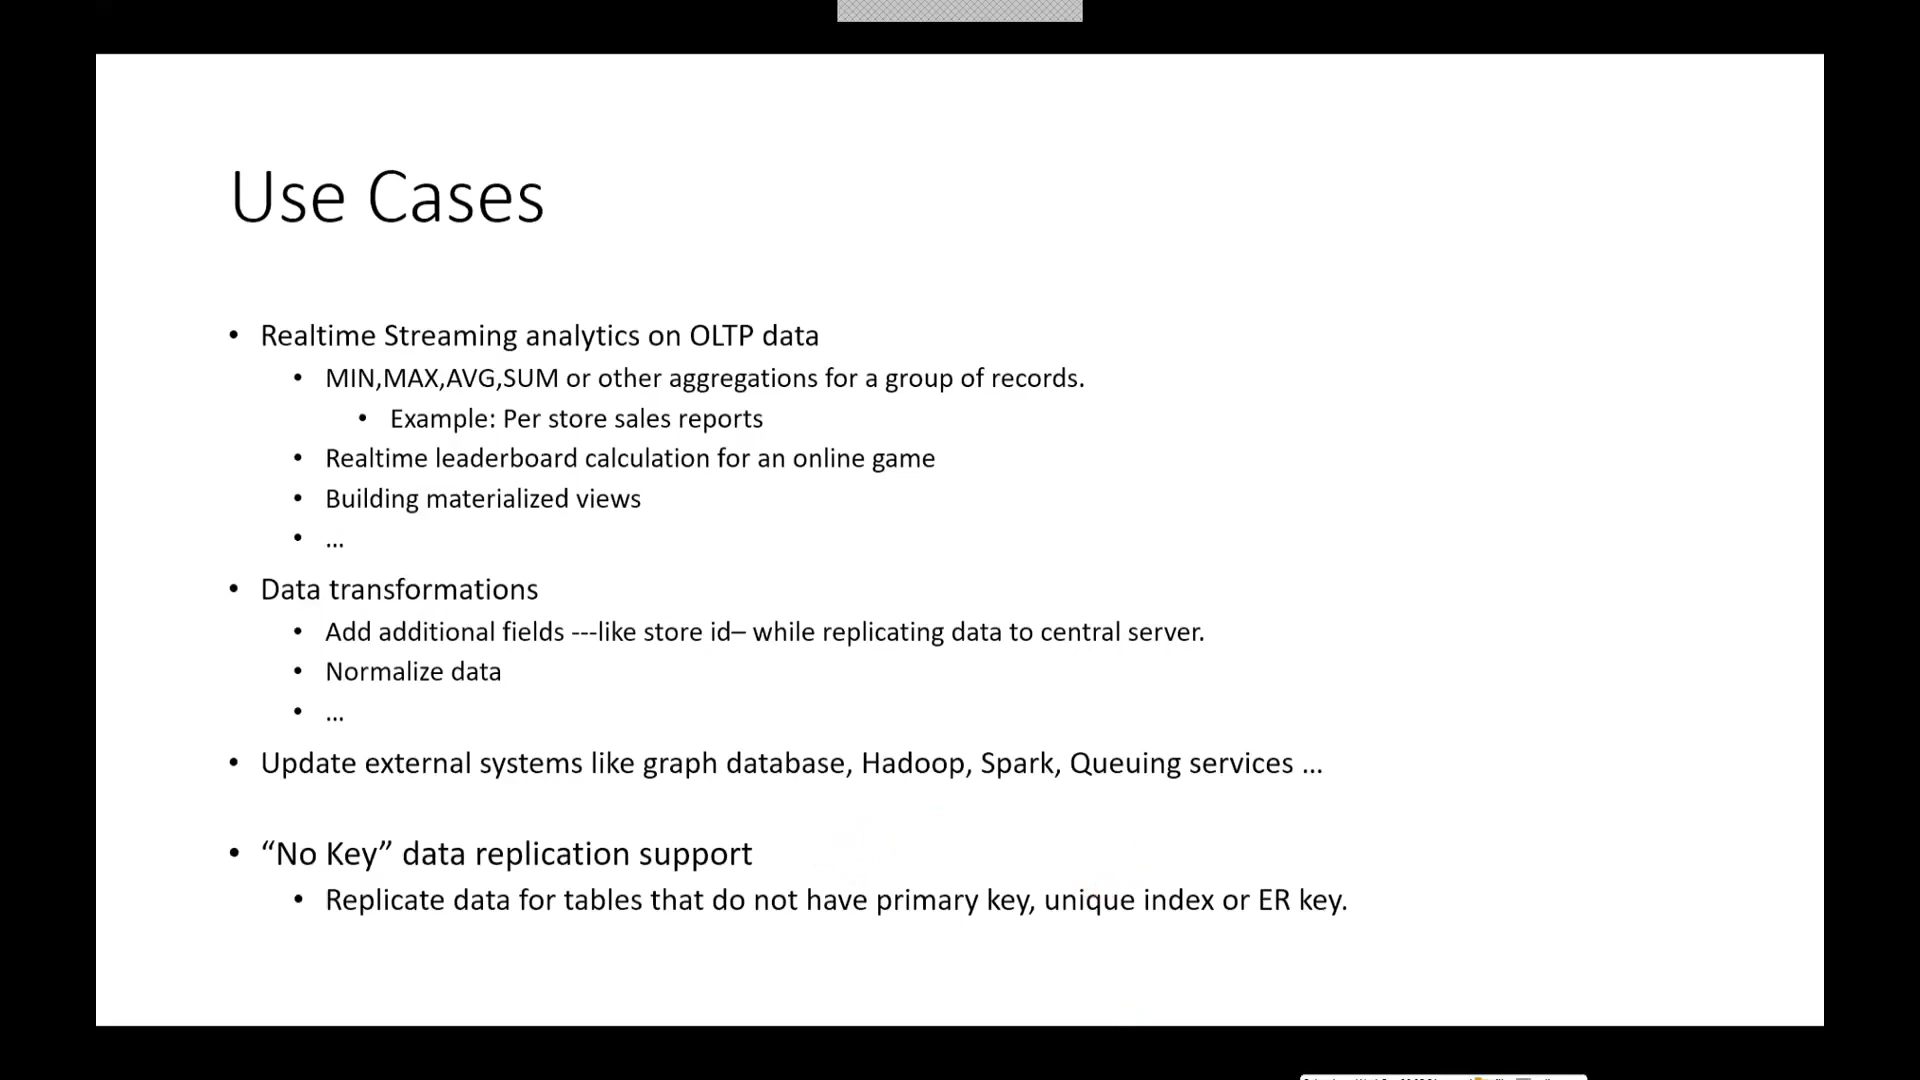 Use Cases
• Realtime Streaming analytics on OLTP data
• MIN,MAX,AVG,SUM or other aggregations for a group of records.
• Example: Per store sales reports
• Realtime leaderboard calculation for an online game
• Building materialized views
• ...
• Data transformations
• Add additional fields ---like store id– while replicating data to central server.
• Normalize data
• ...
• Update external systems like graph database, Hadoop, Spark, Queuing services ...
• “No Key” data replication support
• Replicate data for tables that do not have primary key, unique index or ER key.